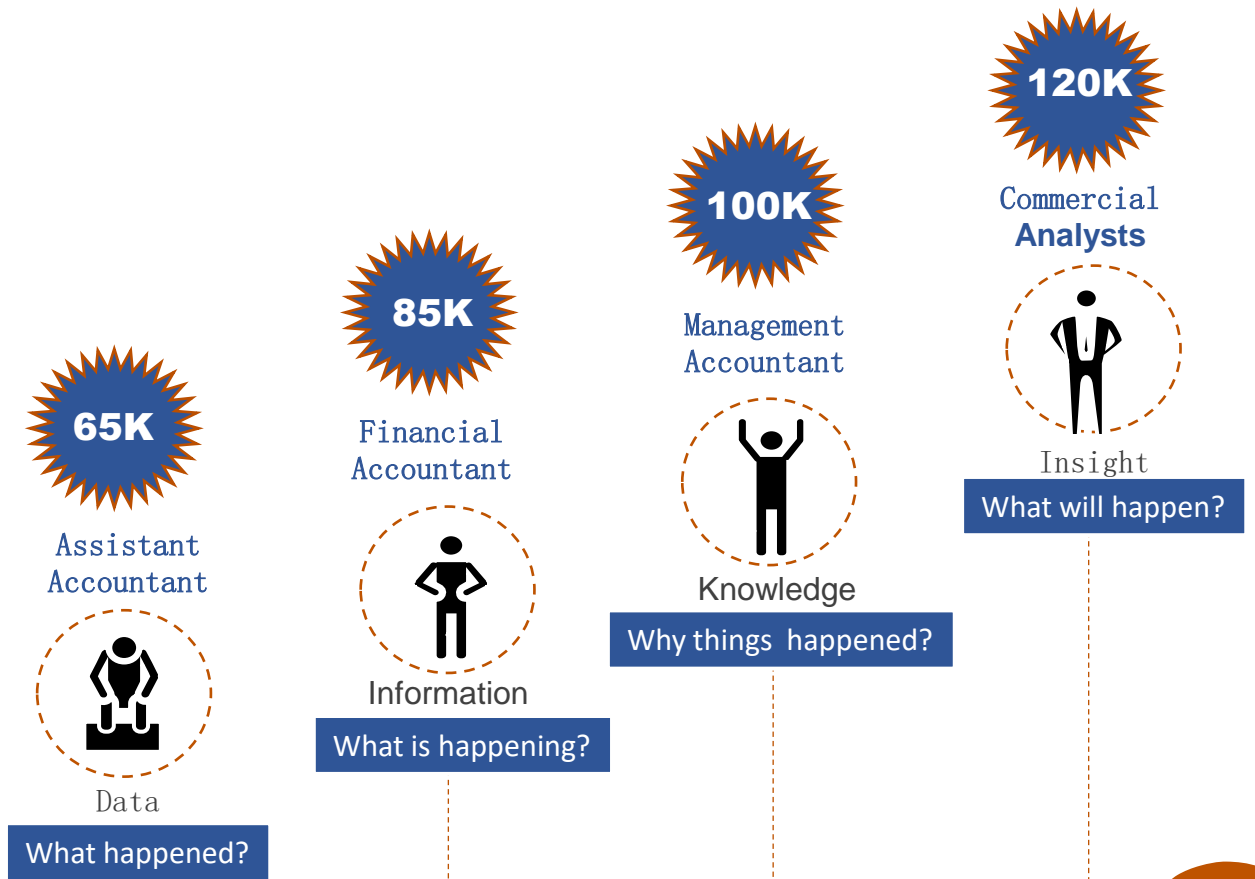 65K
Assistant
Accountant
Data
What happened?
85K
Financial
Accountant
Information
What is happening?
100K
Management
Accountant
Knowledge
Why things  happened?
120K
Commercial
Analysts
Insight
What will happen?